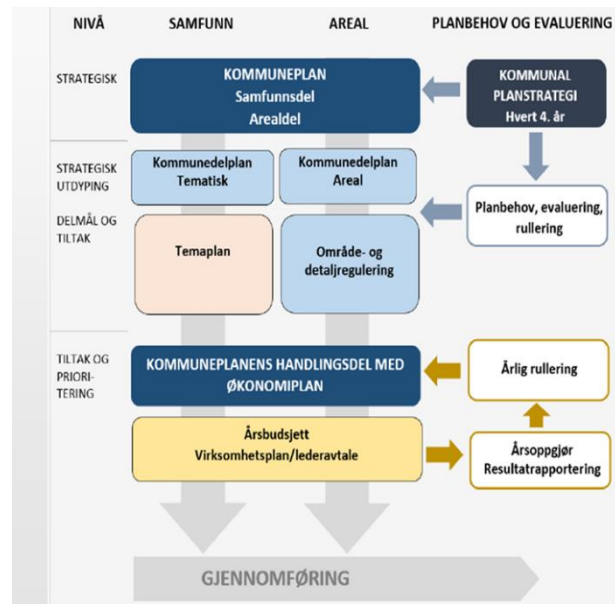 NIVÅ SAMFUNN AREAL PLANBEHOV OG EVALUERING
STRATEGISK
KOMMUNEPLAN
Samfunnsdel
Arealdel
KOMMUNAL
PLANSTRATEGI
Hvert 4. år
STRATEGISK
UTDYPING
Kommunedelplan
Tematisk
Kommunedelplan
Areal
Planbehov, evaluering,
rullering
DELMÅL OG
TILTAK
Temaplan
Område- og
detaljregulering
TILTAK OG
PRIORI-
TERING
KOMMUNEPLANENS HANDLINGSDEL MED
ØKONOMIPLAN
Årlig rullering
Årsbudsjett
Virksomhetsplan/lederavtale
Årsoppgjør
Resultatrapportering
GJENNOMFØRING